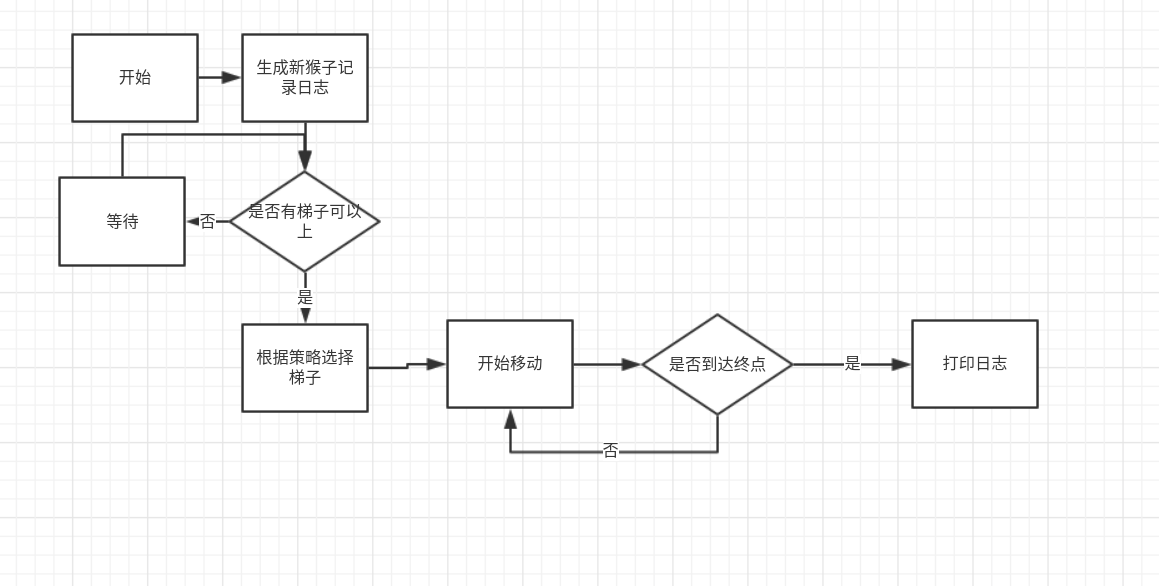 开始
生成新猴子记
录日志
等待
否
是否有梯子可以
上
是
根据策略选择
梯子
开始移动
是否到达终点
是
打印日志
否